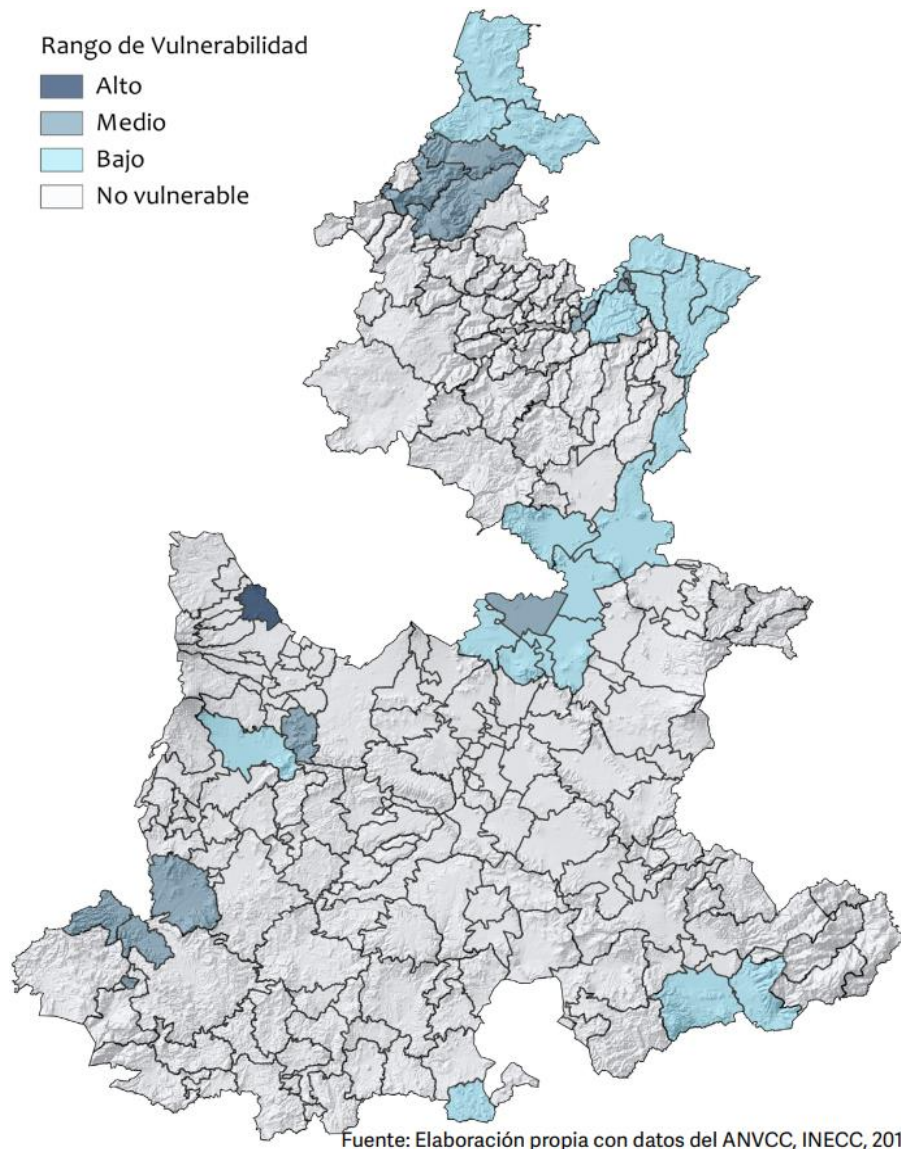 Rango de Vulnerabilidad
Alto
Medio
Bajo
No vulnerable
Fuente: Elaboración propia con datos del ANVCC, INECC, 201